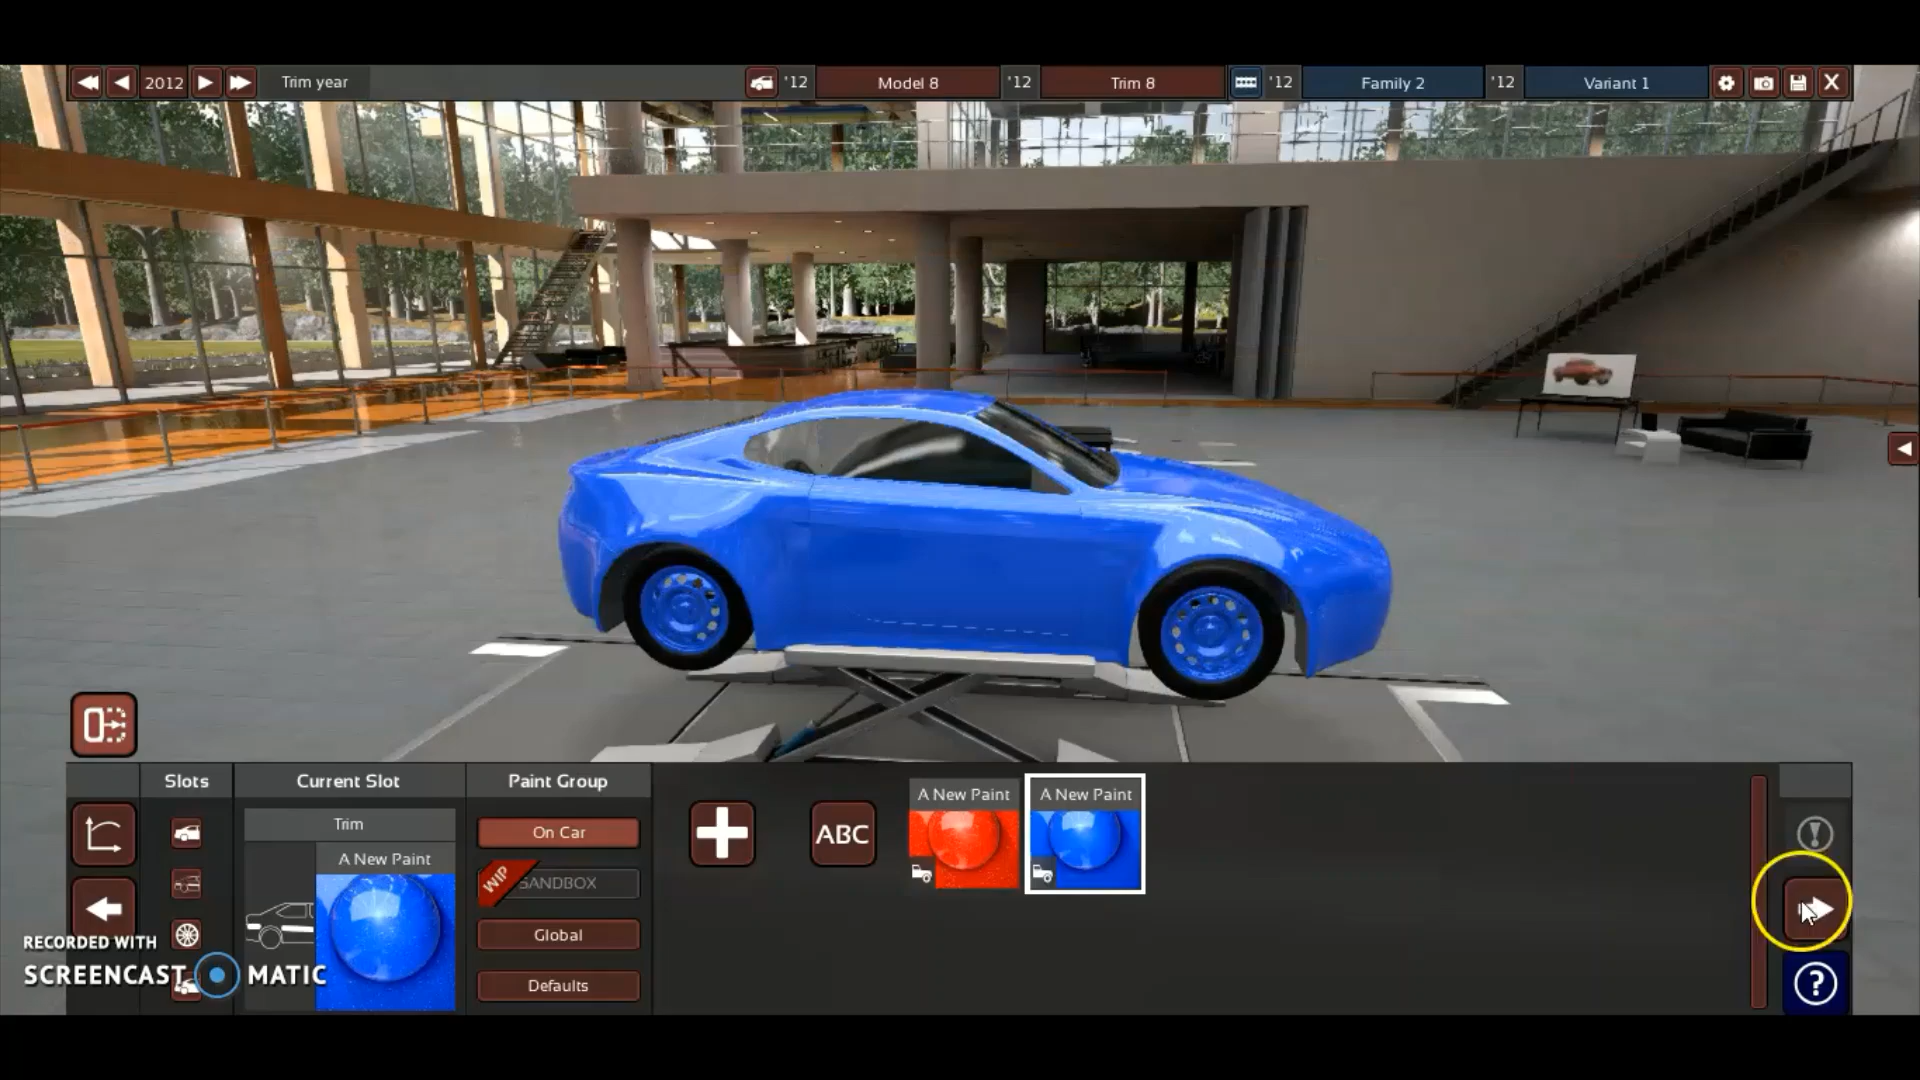 2012 Trim year '12 Model 8 '12 Trim 8 '12 Family 2 '12 Variant 1 X
Slots Current Slot Paint Group
Trim
A New Paint
On Car
WIP SANDBOX
Global
Defaults
ABC
A New Paint
A New Paint
?
RECORDED WITH
SCREENCAST MATIC